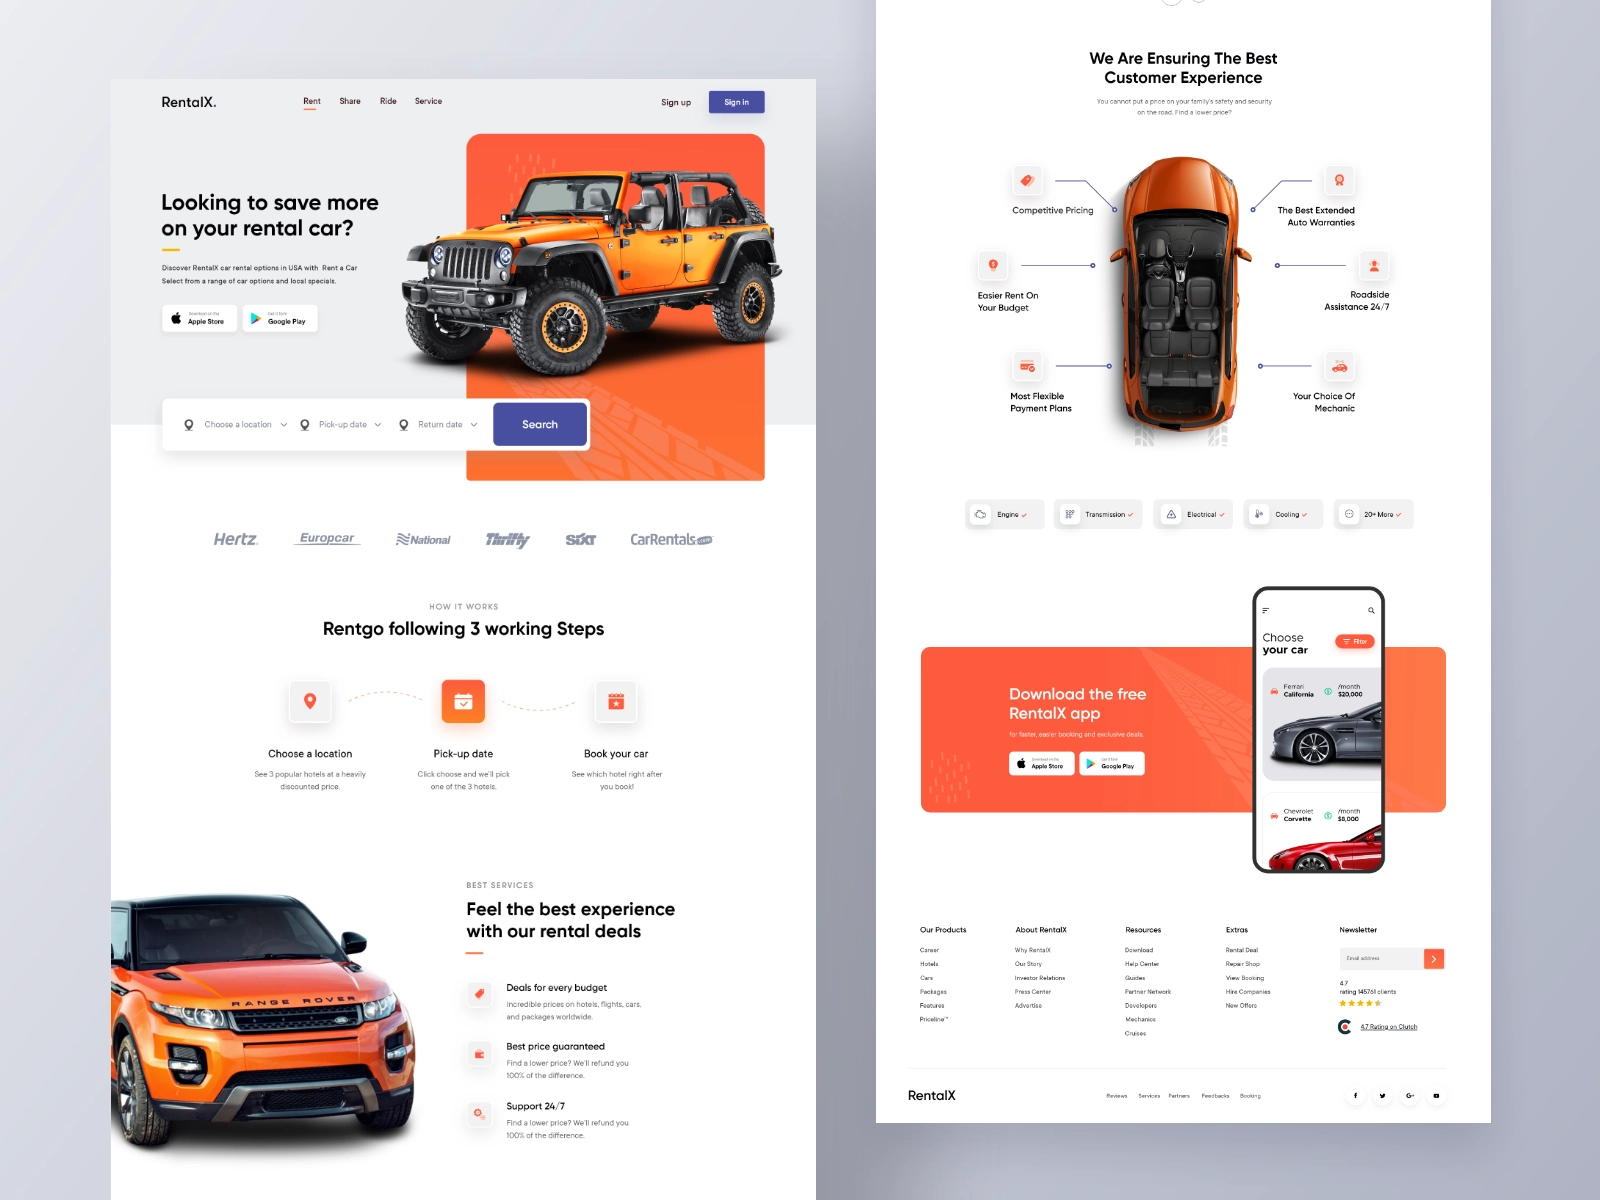 RentalX.
Rent
Share
Ride
Service
Sign up
Sign in
Looking to save more
on your rental car?
Discover RentalX car rental options in USA with Rent a Car
Select from a range of car options and local specials.
Download on the
Apple Store
Get it from
Google Play
Choose a location
Pick-up date
Return date
Search
Hertz.
Europcar
National
Thrifty
SiXT
CarRentals.com
HOW IT WORKS
Rentgo following 3 working Steps
Choose a location
See 3 popular hotels at a heavily
discounted price.
Pick-up date
Click choose and we'll pick
one of the 3 hotels.
Book your car
See which hotel right after
you book!
RANGE ROVER
BEST SERVICES
Feel the best experience
with our rental deals
Deals for every budget
Incredible prices on hotels, flights, cars,
and packages worldwide.
Best price guaranteed
Find a lower price? We'll refund you
100% of the difference.
Support 24/7
Find a lower price? We'll refund you
100% of the difference.
We Are Ensuring The Best
Customer Experience
You cannot put a price on your family's safety and security
on the road. Find a lower price?
Competitive Pricing
The Best Extended
Auto Warranties
Easier Rent On
Your Budget
Roadside
Assistance 24/7
Most Flexible
Payment Plans
Your Choice Of
Mechanic
Engine
Transmission
Electrical
Cooling
20+ More
Download the free
RentalX app
for faster, easier booking and exclusive deals.
Download on the
Apple Store
Get it from
Google Play
Choose
your car
Filter
Ferrari
California
/month
$20,000
Chevrolet
Corvette
/month
$8,000
Our Products
Career
Hotels
Cars
Packages
Features
Priceline™
About RentalX
Why RentalX
Our Story
Investor Relations
Press Center
Advertise
Resources
Download
Help Center
Guides
Partner Network
Developers
Mechanics
Cruises
Extras
Rental Deal
Repair Shop
View Booking
Hire Companies
New Offers
Newsletter
Email address
4.7
rating 145761 clients
4.7 Rating on Clutch
RentalX
Reviews
Services
Partners
Feedbacks
Booking